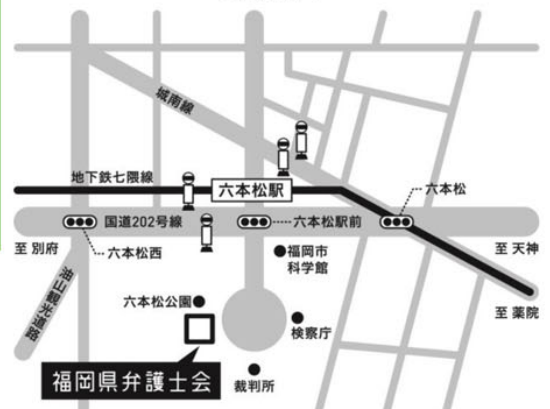 城南線
地下鉄七隈線
六本松駅
六本松
国道202号線
六本松駅前
至 別府
六本松西
至 天神
福岡市
科学館
油山観光道路
六本松公園
至 薬院
検察庁
福岡県弁護士会
裁判所